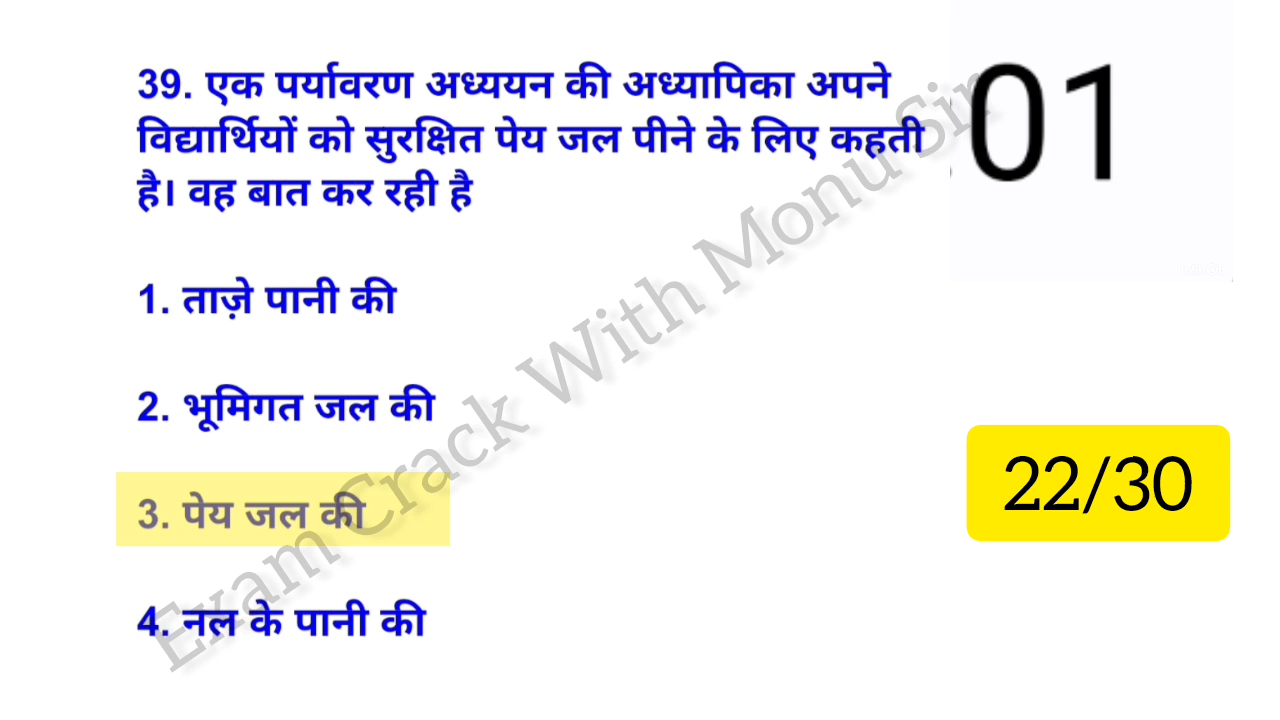 39. एक पर्यावरण अध्ययन की अध्यापिका अपने
विद्यार्थियों को सुरक्षित पेय जल पीने के लिए कहती
है। वह बात कर रही है
01
1. ताज़े पानी की
2. भूमिगत जल की
3. पेय जल की
4. नल के पानी की
22/30
Exam Crack With Monu Sir